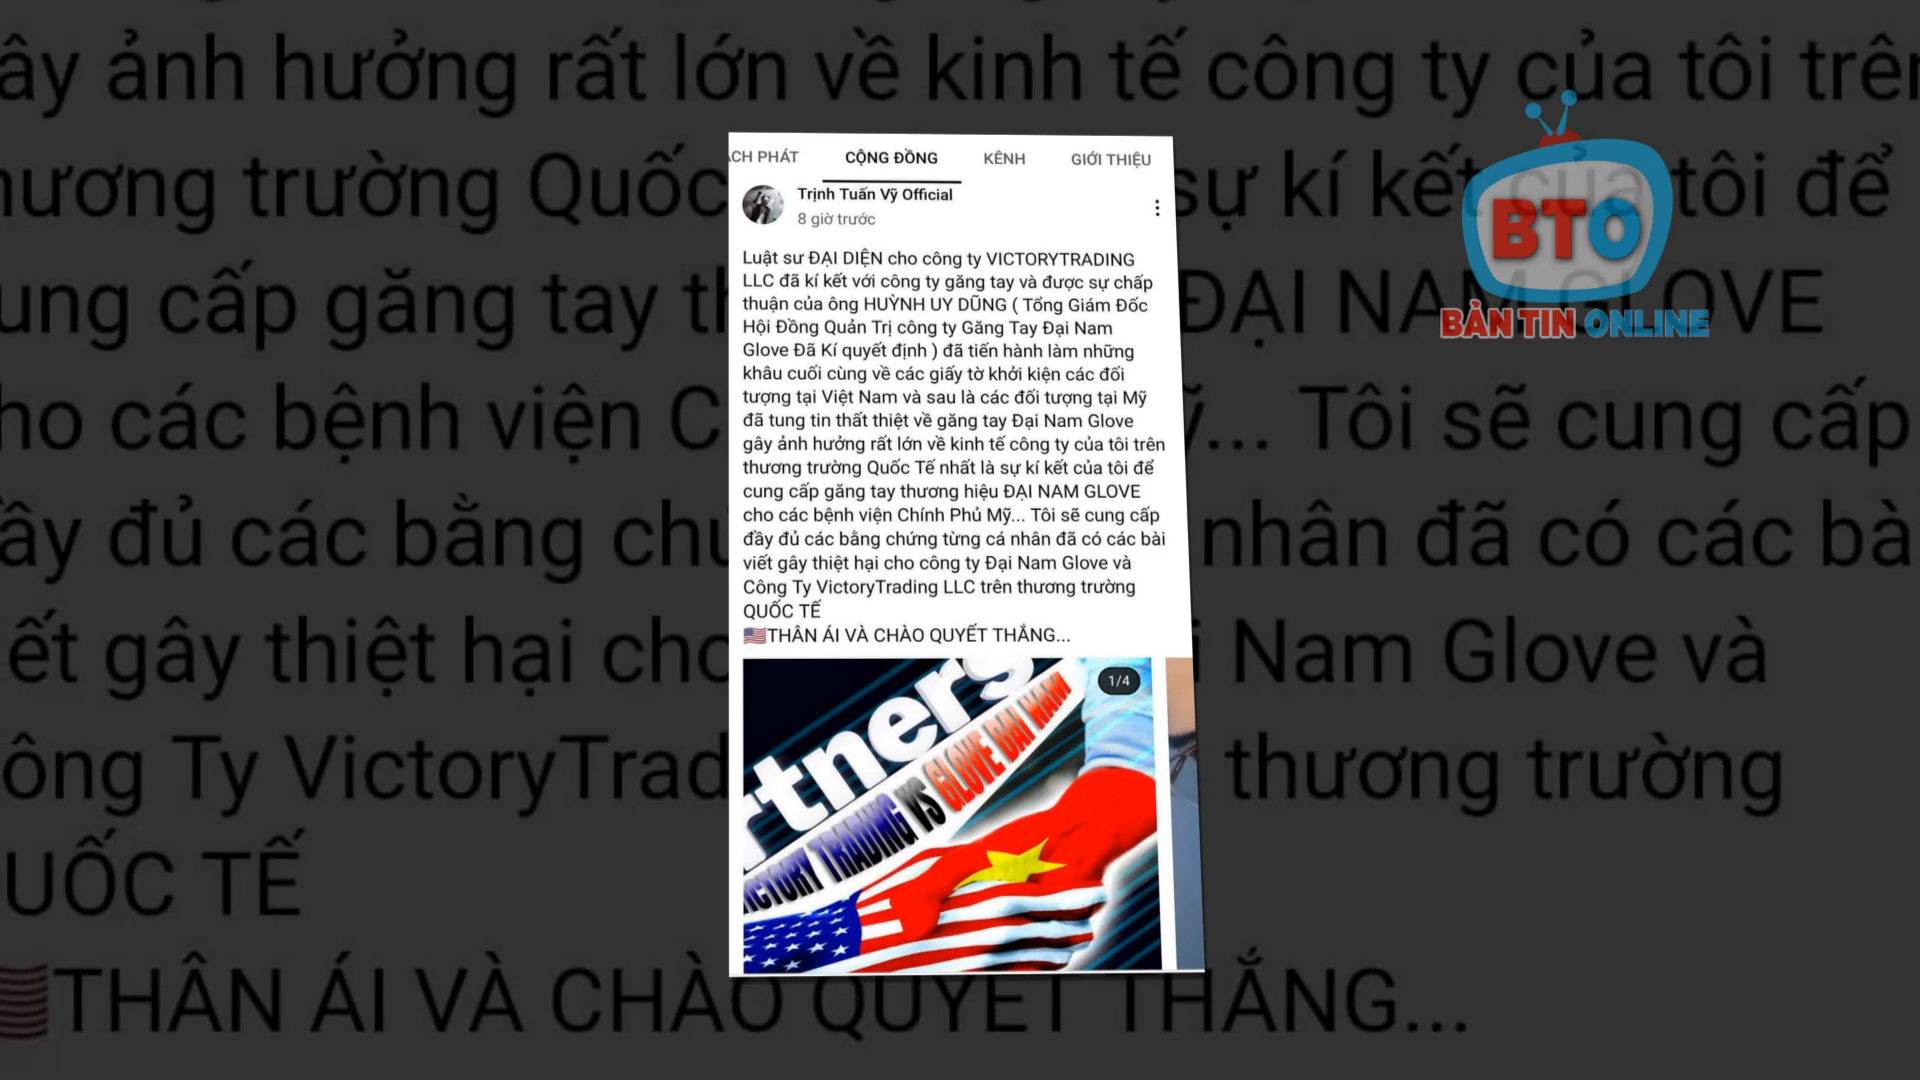 ây ảnh hưởng rất lớn về kinh tế công ty của tôi trên
hương trường Quốc sự kí kết của tôi để
ung cấp găng tay th ĐẠI NAM GLOVE
ho các bệnh viện C ỹ... Tôi sẽ cung cấp
ầy đủ các bằng chứ nhân đã có các bà
iết gây thiệt hại cho i Nam Glove và
ông Ty VictoryTrad thương trường
UỐC TẾ
THÂN ÁI VÀ CHÀO QUYẾT THẮNG...
BTO
BẢN TIN ONLINE
ÁCH PHÁT CỘNG ĐỒNG KÊNH GIỚI THIỆU
Trịnh Tuấn Vỹ Official
8 giờ trước
Luật sư ĐẠI DIỆN cho công ty VICTORYTRADING
LLC đã kí kết với công ty găng tay và được sự chấp
thuận của ông HUỲNH UY DŨNG ( Tổng Giám Đốc
Hội Đồng Quản Trị công ty Găng Tay Đại Nam
Glove Đã Kí quyết định ) đã tiến hành làm những
khâu cuối cùng về các giấy tờ khởi kiện các đối
tượng tại Việt Nam và sau là các đối tượng tại Mỹ
đã tung tin thất thiệt về găng tay Đại Nam Glove
gây ảnh hưởng rất lớn về kinh tế công ty của tôi trên
thương trường Quốc Tế nhất là sự kí kết của tôi để
cung cấp găng tay thương hiệu ĐẠI NAM GLOVE
cho các bệnh viện Chính Phủ Mỹ... Tôi sẽ cung cấp
đầy đủ các bằng chứng từng cá nhân đã có các bài
viết gây thiệt hại cho công ty Đại Nam Glove và
Công Ty VictoryTrading LLC trên thương trường
QUỐC TẾ
🇺🇸THÂN ÁI VÀ CHÀO QUYẾT THẮNG...
1/4
rtners
VICTORY TRADING VS GLOVE DAI NAM